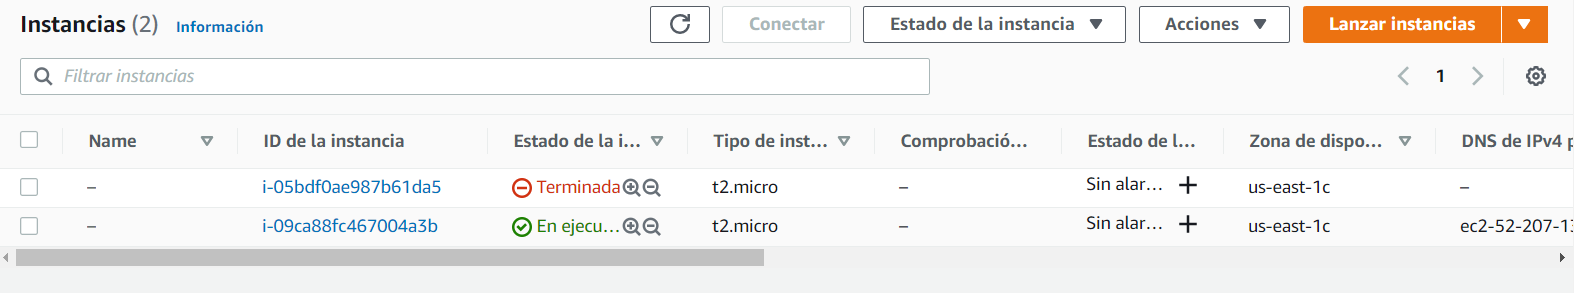 Instancias (2) Información Conectar Estado de la instancia Acciones Lanzar instancias
Filtrar instancias 1
Name ID de la instancia Estado de la i... Tipo de inst... Comprobació... Estado de l... Zona de dispo... DNS de IPv4 p
– i-05bdf0ae987b61da5 Terminada t2.micro – Sin alar... us-east-1c –
– i-09ca88fc467004a3b En ejecu... t2.micro – Sin alar... us-east-1c ec2-52-207-13